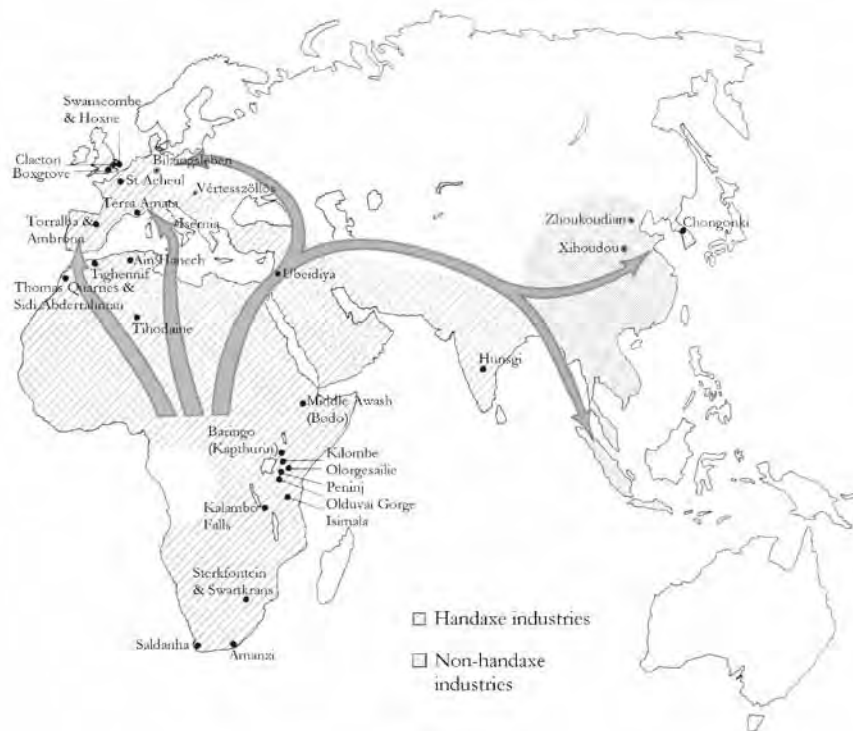 Swanscombe
& Hoxne
Clacton
Boxgrove
Bilzingsleben
St Acheul
Vértesszöllös
Terra Amata
Torralba &
Ambrona
Isernia
Zhoukoudian
Chongokni
Xihoudou
Ain Hanech
Tighennif
Ubeidiya
Thomas Quarries &
Sidi Abderrahman
Tihodaine
Hunsgi
Middle Awash
(Bodo)
Baringo
(Kapthurin)
Kilombe
Olorgesailie
Peninj
Olduvai Gorge
Isimala
Kalambo
Falls
Sterkfontein
& Swartkrans
Saldanha
Amanzi
Handaxe industries
Non-handaxe
industries